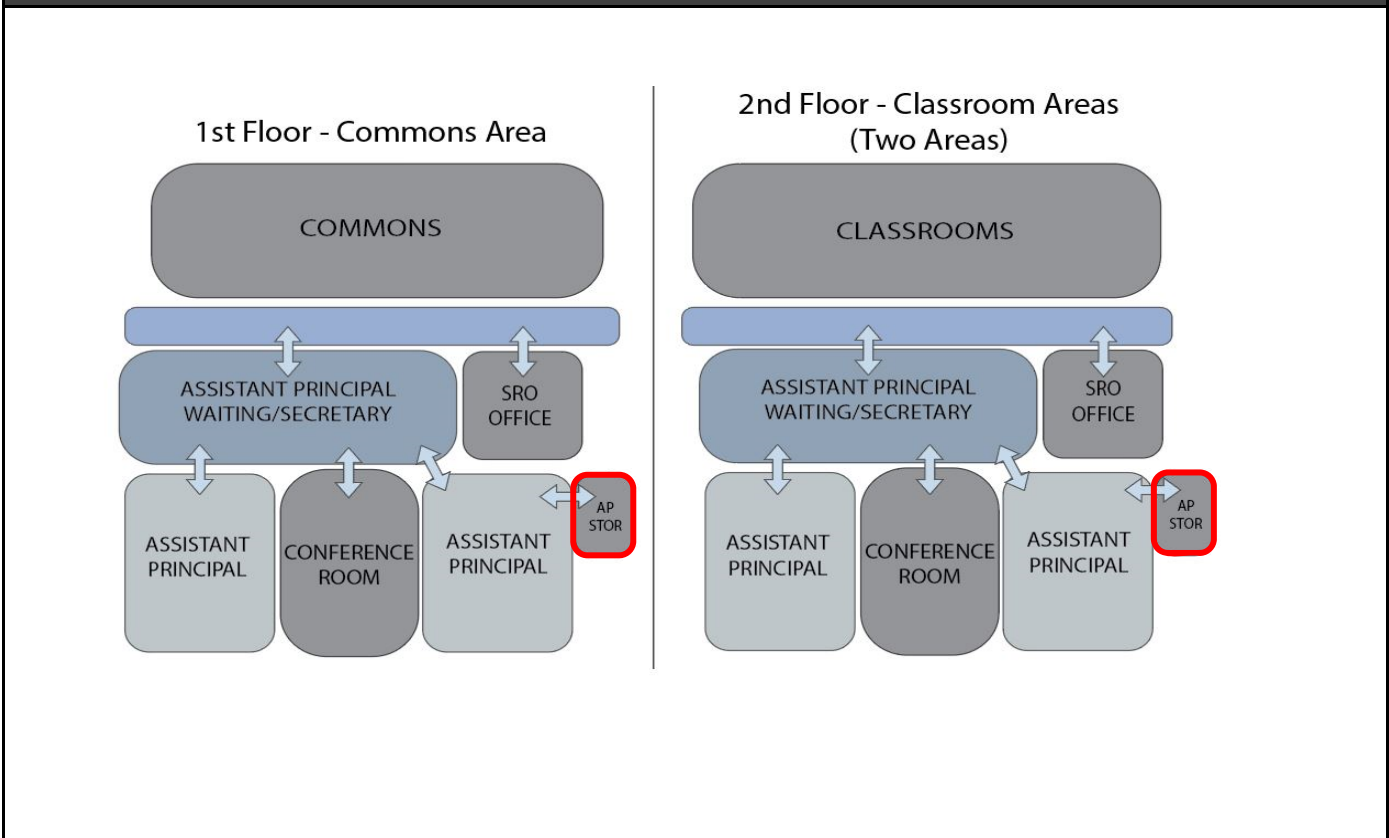 1st Floor - Commons Area
COMMONS
ASSISTANT PRINCIPAL
WAITING/SECRETARY
SRO
OFFICE
ASSISTANT
PRINCIPAL
CONFERENCE
ROOM
ASSISTANT
PRINCIPAL
AP
STOR
2nd Floor - Classroom Areas
(Two Areas)
CLASSROOMS
ASSISTANT PRINCIPAL
WAITING/SECRETARY
SRO
OFFICE
ASSISTANT
PRINCIPAL
CONFERENCE
ROOM
ASSISTANT
PRINCIPAL
AP
STOR